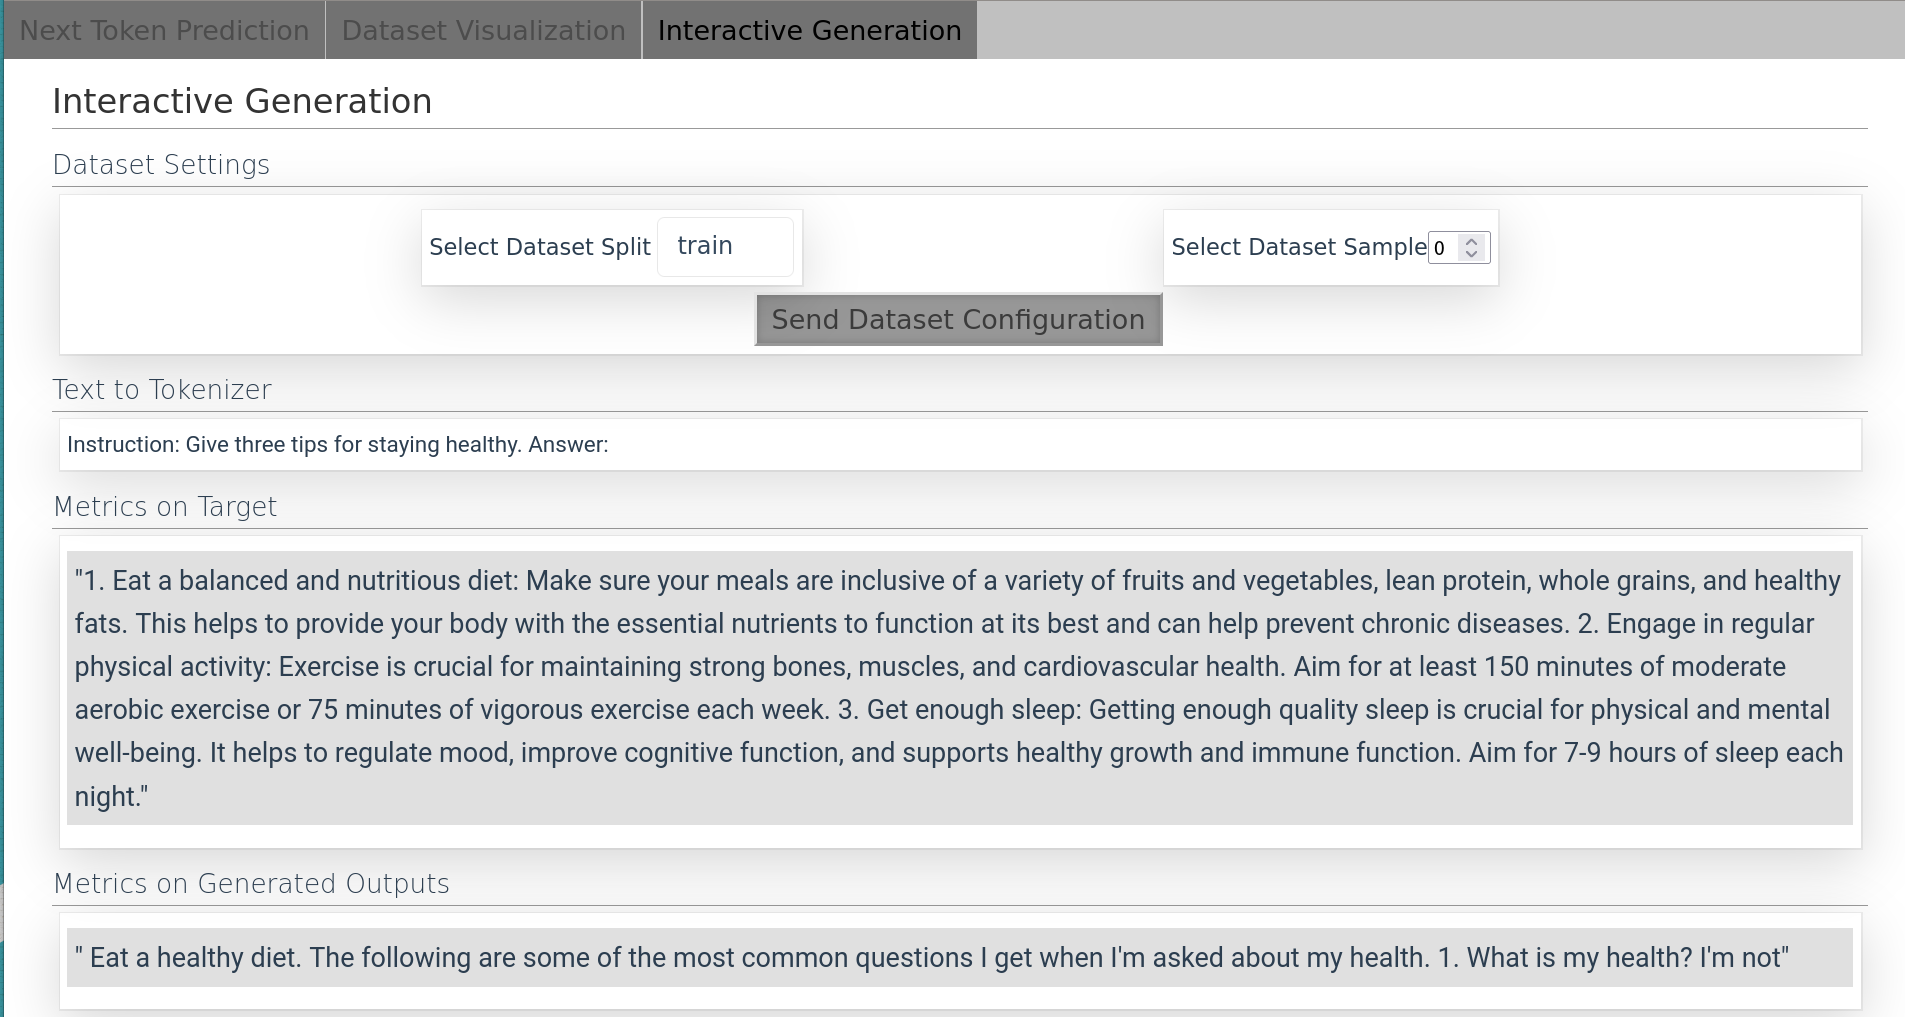 Next Token Prediction Dataset Visualization Interactive Generation
Interactive Generation
Dataset Settings
Select Dataset Split train Select Dataset Sample 0
Send Dataset Configuration
Text to Tokenizer
Instruction: Give three tips for staying healthy. Answer:
Metrics on Target
"1. Eat a balanced and nutritious diet: Make sure your meals are inclusive of a variety of fruits and vegetables, lean protein, whole grains, and healthy
fats. This helps to provide your body with the essential nutrients to function at its best and can help prevent chronic diseases. 2. Engage in regular
physical activity: Exercise is crucial for maintaining strong bones, muscles, and cardiovascular health. Aim for at least 150 minutes of moderate
aerobic exercise or 75 minutes of vigorous exercise each week. 3. Get enough sleep: Getting enough quality sleep is crucial for physical and mental
well-being. It helps to regulate mood, improve cognitive function, and supports healthy growth and immune function. Aim for 7-9 hours of sleep each
night."
Metrics on Generated Outputs
" Eat a healthy diet. The following are some of the most common questions I get when I'm asked about my health. 1. What is my health? I'm not"